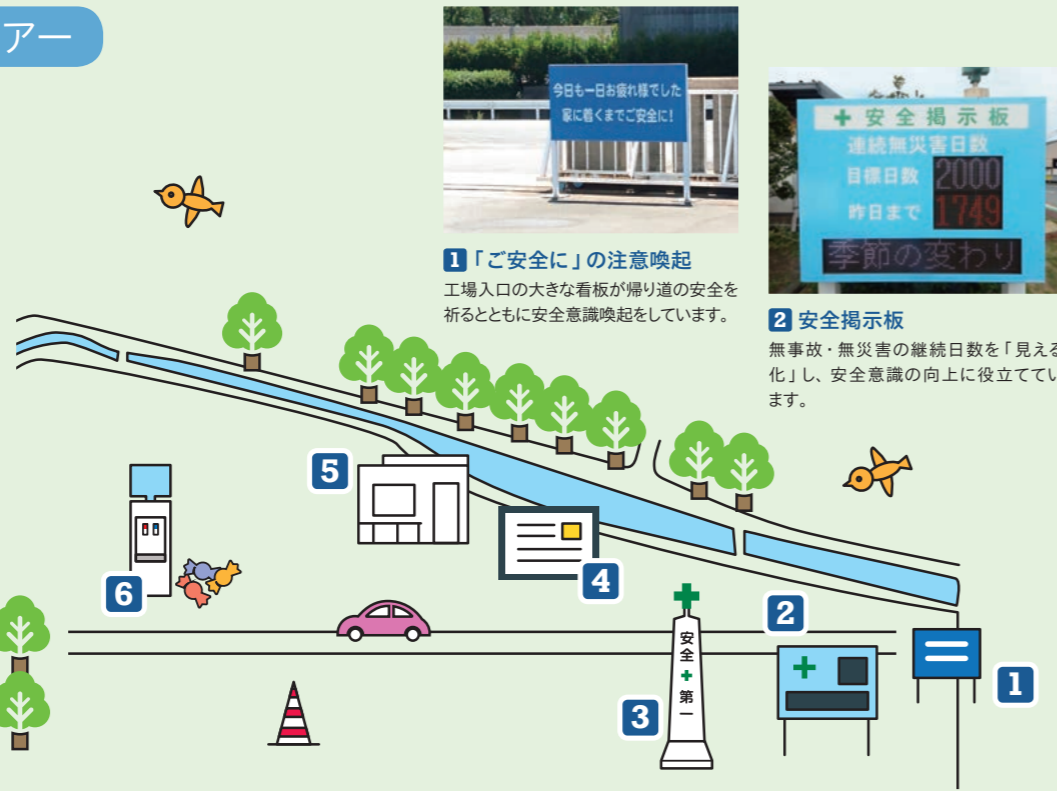 アー
今日も一日お疲れ様でした
家に着くまでご安全に!
安全掲示板
連続無災害日数
目標日数 2000
昨日まで 1749
季節の変わり
1 「ご安全に」の注意喚起
工場入口の大きな看板が帰り道の安全を
祈るとともに安全意識喚起をしています。
2 安全掲示板
無事故・無災害の継続日数を「見える
化」し、安全意識の向上に役立ててい
ます。
5
4
6
2
安全+第一
3
1